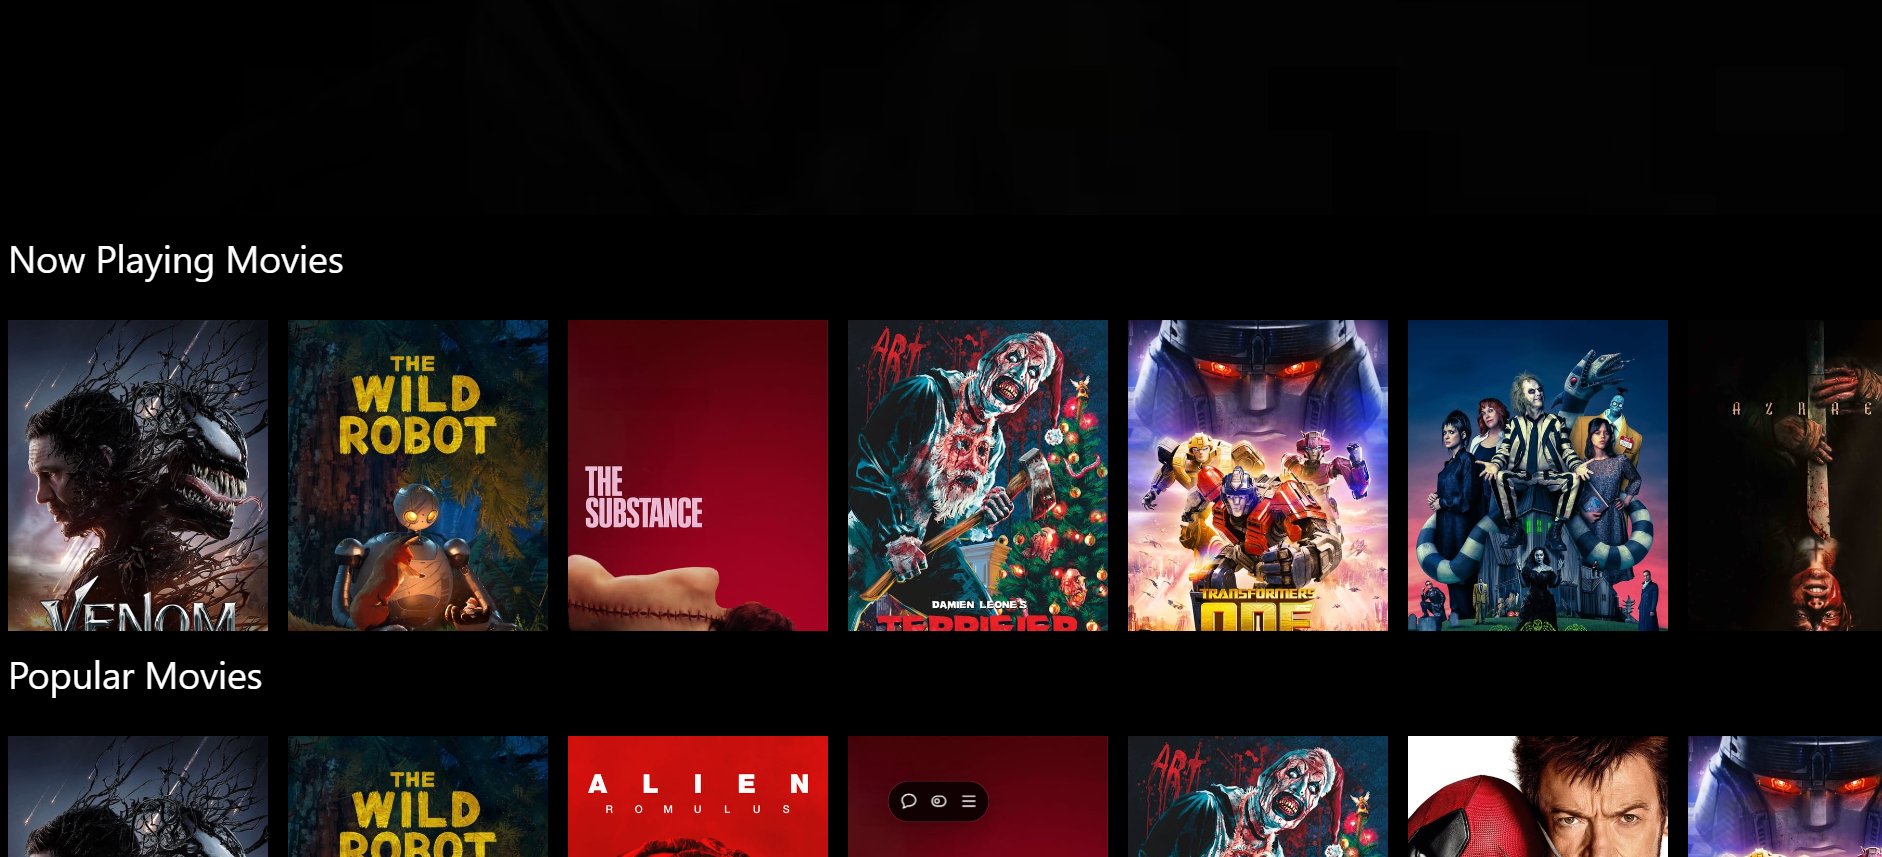 Now Playing Movies
VENOM
THE
WILD
ROBOT
THE
SUBSTANCE
ART
DAMIEN LEONE'S
TERRIFIER
TRANSFORMERS
ONE
Popular Movies
THE
WILD
ROBOT
ALIEN
ROMULUS
ART